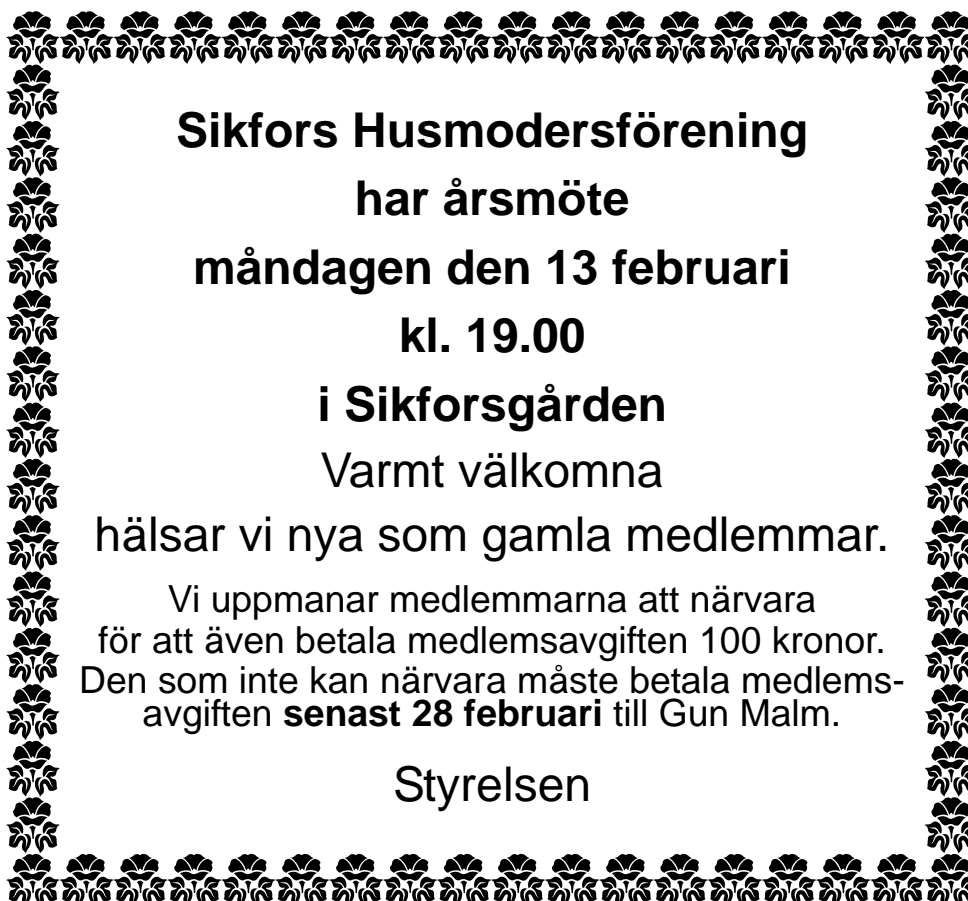 Sikfors Husmodersförening
har årsmöte
måndagen den 13 februari
kl. 19.00
i Sikforsgården
Varmt välkomna
hälsar vi nya som gamla medlemmar.
Vi uppmanar medlemmarna att närvara
för att även betala medlemsavgiften 100 kronor.
Den som inte kan närvara måste betala medlems-
avgiften senast 28 februari till Gun Malm.
Styrelsen